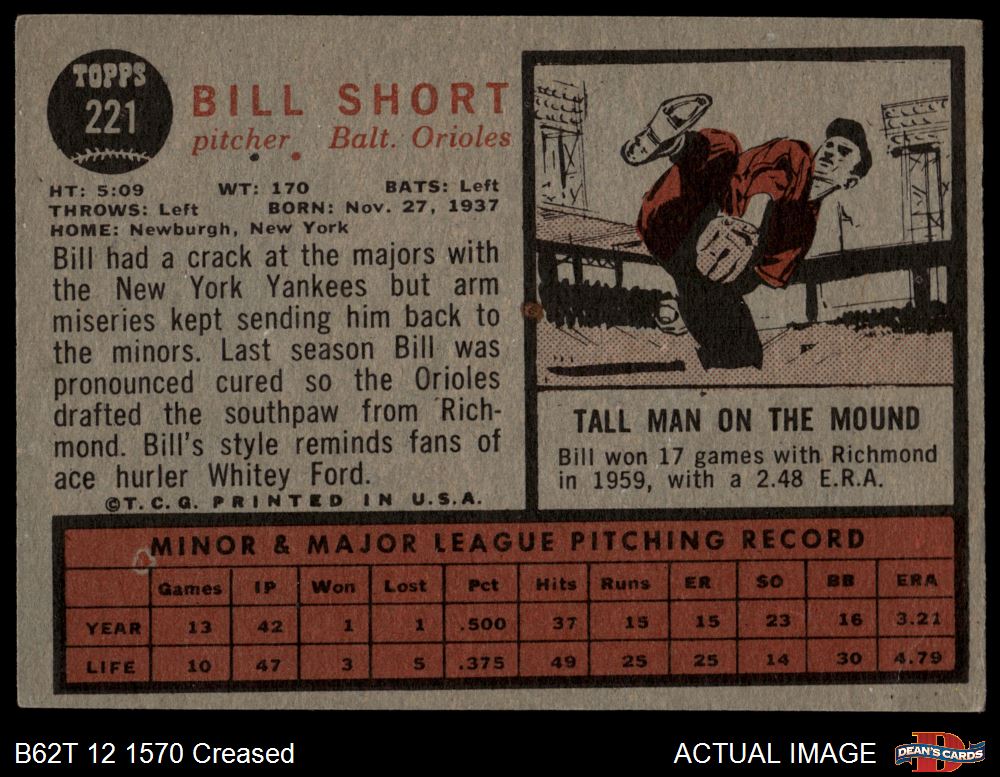 TOPPS
221
BILL SHORT
pitcher Balt. Orioles
HT: 5:09 WT: 170 BATS: Left
THROWS: Left BORN: Nov. 27, 1937
HOME: Newburgh, New York
Bill had a crack at the majors with
the New York Yankees but arm
miseries kept sending him back to
the minors. Last season Bill was
pronounced cured so the Orioles
drafted the southpaw from Rich-
mond. Bill's style reminds fans of
ace hurler Whitey Ford.
©T.C.G. PRINTED IN U.S.A.
TALL MAN ON THE MOUND
Bill won 17 games with Richmond
in 1959, with a 2.48 E.R.A.
MINOR & MAJOR LEAGUE PITCHING RECORD
Games IP Won Lost Pct Hits Runs ER SO BB ERA
YEAR 13 42 1 1 .500 37 15 15 23 16 3.21
LIFE 10 47 3 5 .375 49 25 25 14 30 4.79
B62T 12 1570 Creased
ACTUAL IMAGE
DEAN'S CARDS